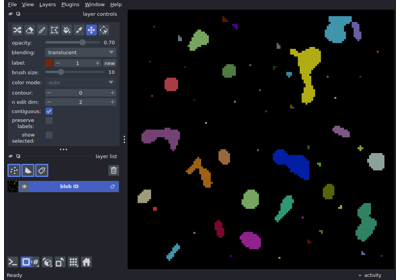 File View Layers Plugins Window Help
layer controls
opacity: 0.70
blending: translucent
label: 1 new
brush size: 10
color mode: auto
contour: 0
n edit dim: 2
contiguous:
preserve
labels:
show
selected:
layer list
blob ID
Ready
activity